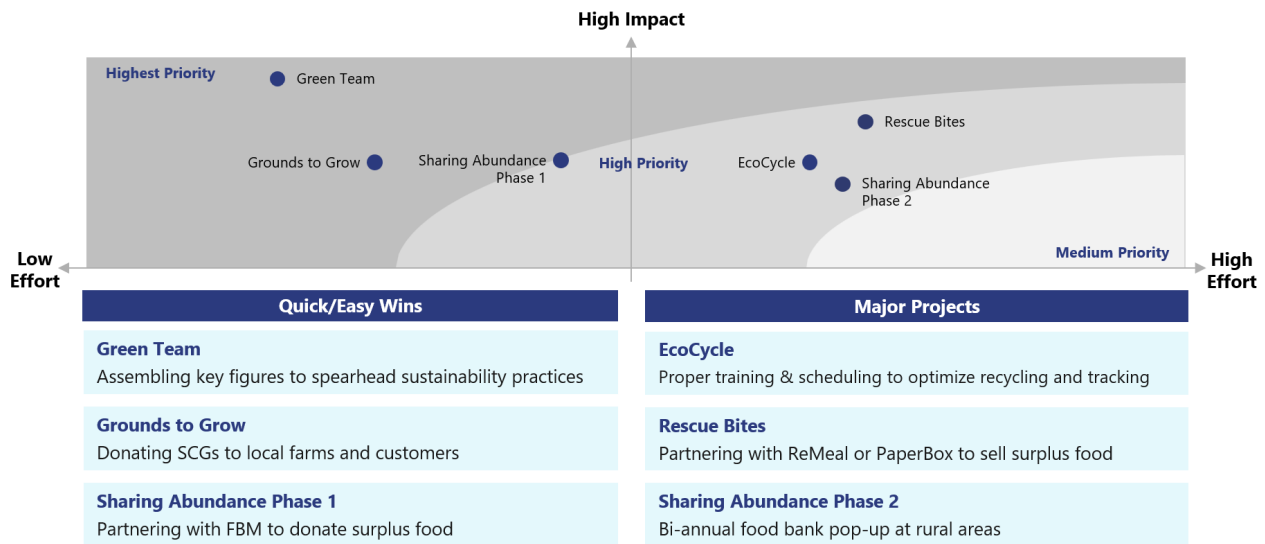 High Impact
Highest Priority
Green Team
Rescue Bites
Grounds to Grow
Sharing Abundance
Phase 1
High Priority
EcoCycle
Sharing Abundance
Phase 2
Low
Effort
Medium Priority
High
Effort
Quick/Easy Wins
Green Team
Assembling key figures to spearhead sustainability practices
Grounds to Grow
Donating SCGs to local farms and customers
Sharing Abundance Phase 1
Partnering with FBM to donate surplus food
Major Projects
EcoCycle
Proper training & scheduling to optimize recycling and tracking
Rescue Bites
Partnering with ReMeal or PaperBox to sell surplus food
Sharing Abundance Phase 2
Bi-annual food bank pop-up at rural areas